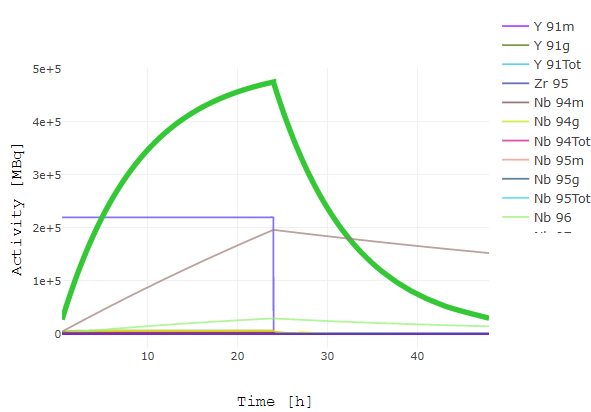 Y 91m
Y 91g
Y 91Tot
Zr 95
Nb 94m
Nb 94g
Nb 94Tot
Nb 95m
Nb 95g
Nb 95Tot
Nb 96
5e+5
4e+5
3e+5
2e+5
1e+5
0
10
20
30
40
Activity [MBq]
Time [h]